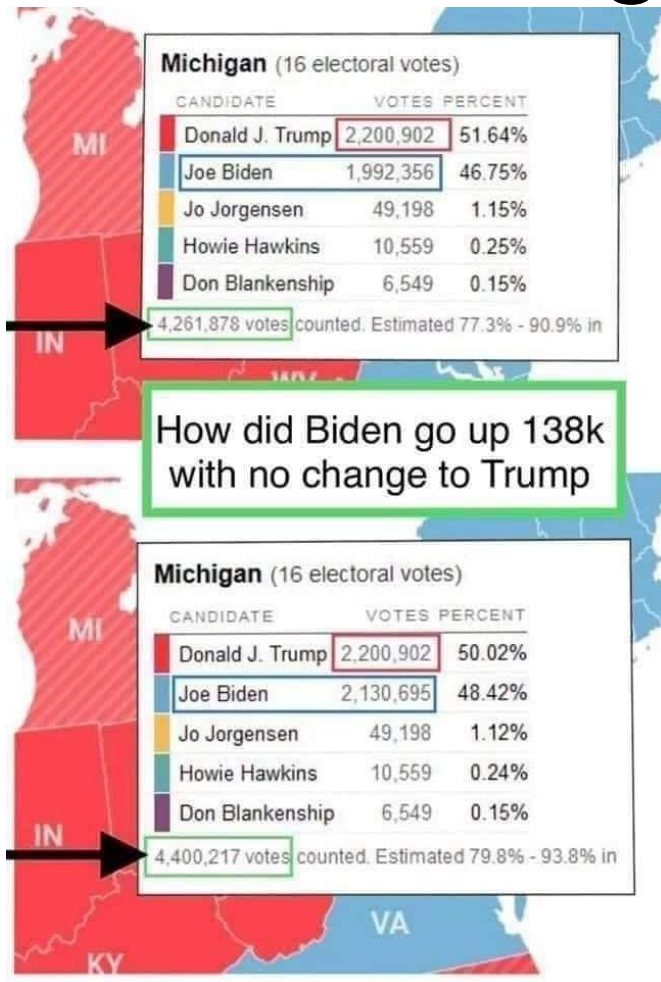 Michigan (16 electoral votes)
CANDIDATE VOTES PERCENT
MI
Donald J. Trump 2,200,902 51.64%
Joe Biden 1,992,356 46.75%
Jo Jorgensen 49,198 1.15%
Howie Hawkins 10,559 0.25%
Don Blankenship 6,549 0.15%
4,261,878 votes counted. Estimated 77.3% - 90.9% in
IN
How did Biden go up 138k
with no change to Trump
Michigan (16 electoral votes)
CANDIDATE VOTES PERCENT
MI
Donald J. Trump 2,200,902 50.02%
Joe Biden 2,130,695 48.42%
Jo Jorgensen 49,198 1.12%
Howie Hawkins 10,559 0.24%
Don Blankenship 6,549 0.15%
IN
4,400,217 votes counted. Estimated 79.8% - 93.8% in
VA
KY